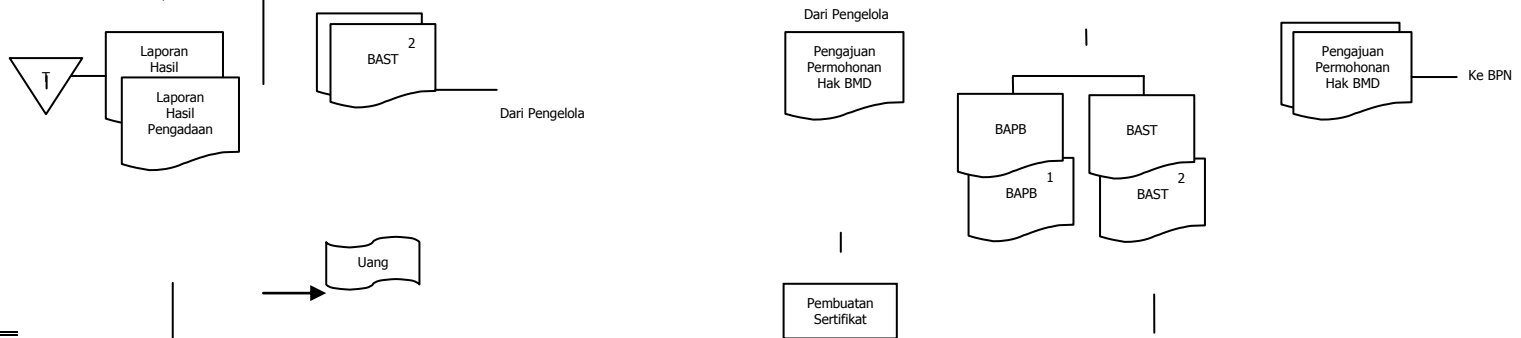 T
Laporan
Hasil
Laporan
Hasil
Pengadaan
2
BAST
Dari Pengelola
Uang
Dari Pengelola
Pengajuan
Permohonan
Hak BMD
Pembuatan
Sertifikat
BAPB
BAPB
1
BAST
BAST
2
Pengajuan
Permohonan
Hak BMD
Ke BPN